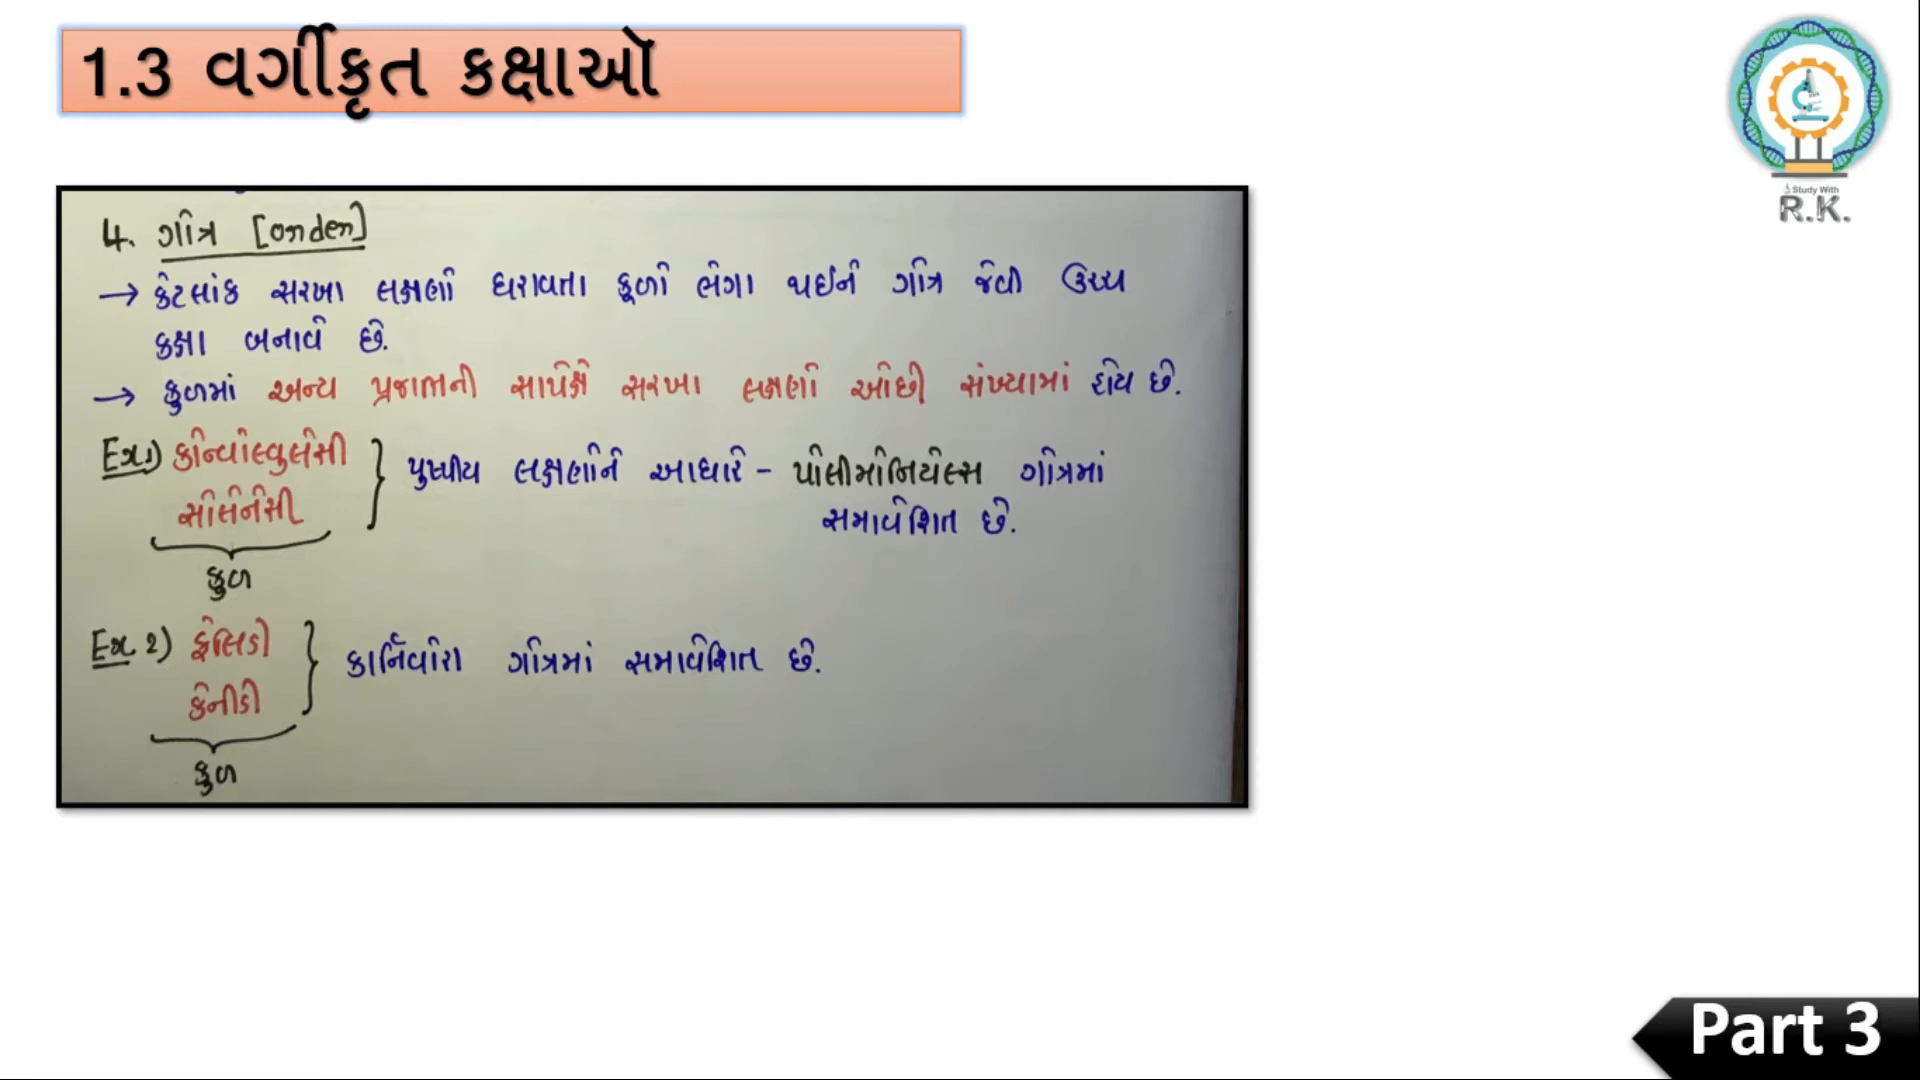 1.3 વર્ગીકૃત કક્ષાઓ
Study With
R.K.
4. ગોત્ર [order]
→ કેટલાંક સરખા લક્ષણો ધરાવતા કૂળો ભેગા થઈને ગોત્ર જેવી ઉચ્ચ
કક્ષા બનાવે છે.
→ કુળમાં અન્ય પ્રજાતિની સાપેક્ષે સરખા લક્ષણો ઓછી સંખ્યામાં હોય છે.
Ex.1) કોન્વોલ્વુલેસી
સોલેનેસી
પુષ્પીય લક્ષણોને આધારે - પોલીમોનિયેલ્સ ગોત્રમાં
સમાવેશિત છે.
કુળ
Ex. 2) ફેલિડી
કેનીડી
કાર્નિવોરા ગોત્રમાં સમાવેશિત છે.
કુળ
Part 3